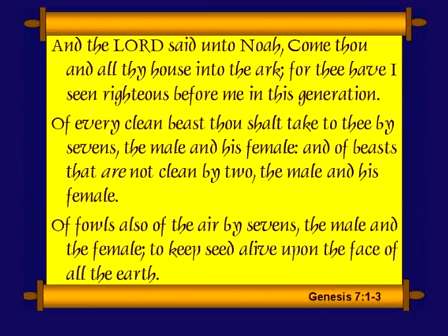 And the LORD said unto Noah, Come thou
and all thy house into the ark; for thee have I
seen righteous before me in this generation.
Of every clean beast thou shalt take to thee by
sevens, the male and his female: and of beasts
that are not clean by two, the male and his
female.
Of fowls also of the air by sevens, the male and
the female; to keep seed alive upon the face of
all the earth.
Genesis 7:1-3